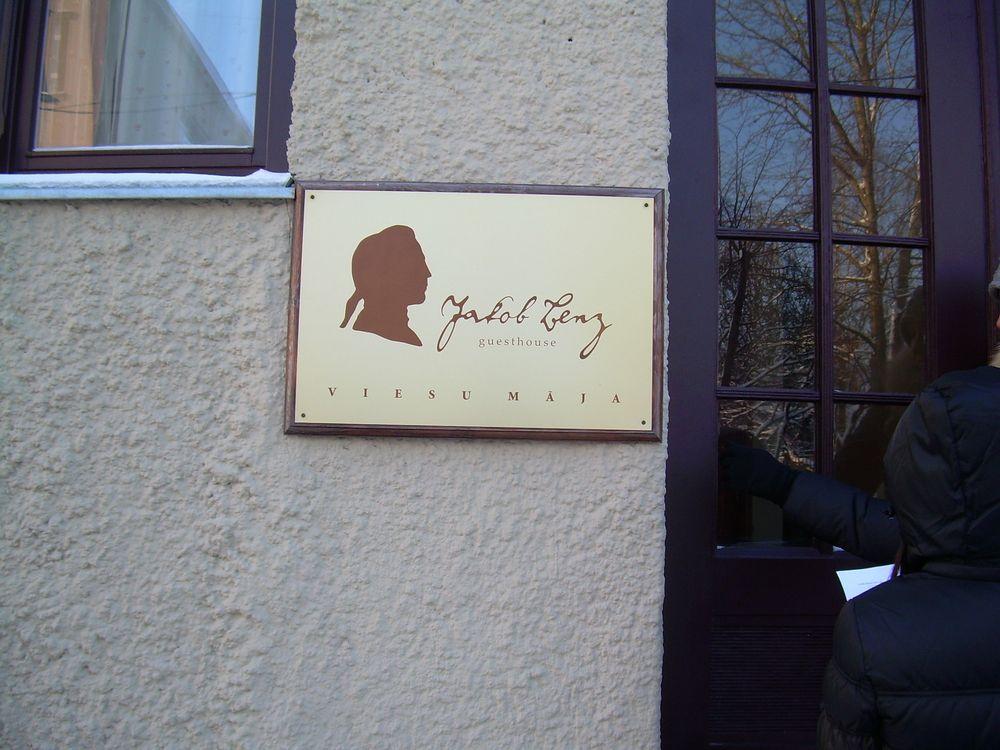 Jakob Lenz
guesthouse
VIESU MĀJA